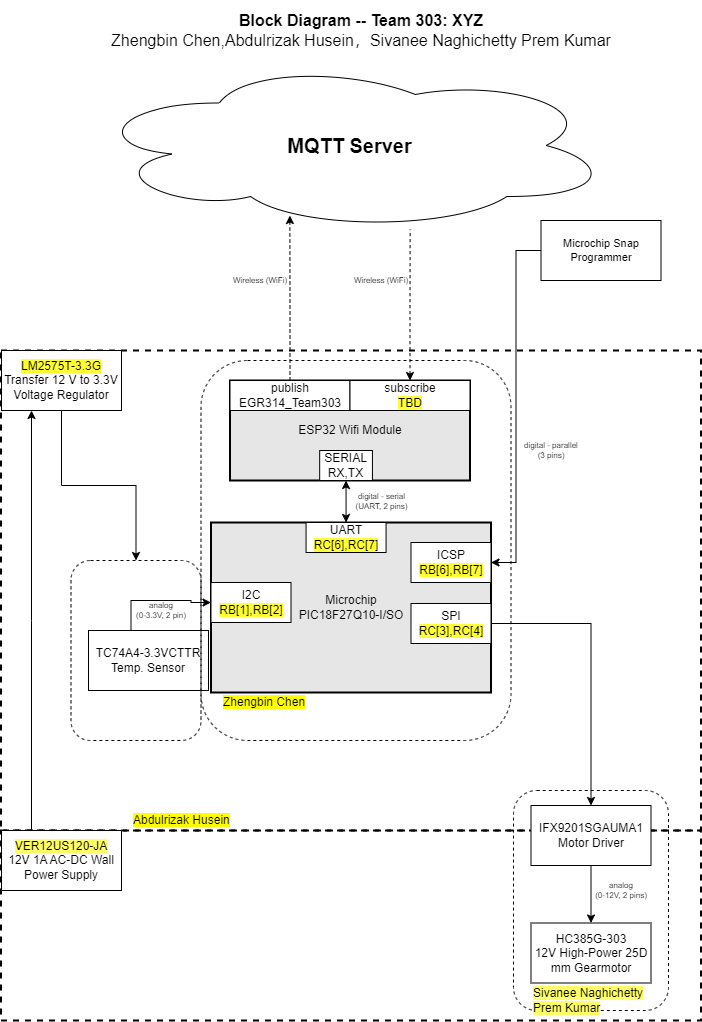 Block Diagram -- Team 303: XYZ
Zhengbin Chen,Abdulrizak Husein，Sivanee Naghichetty Prem Kumar
MQTT Server
Microchip Snap
Programmer
Wireless (WiFi)
Wireless (WiFi)
LM2575T-3.3G
Transfer 12 V to 3.3V
Voltage Regulator
publish
EGR314_Team303
subscribe
TBD
ESP32 Wifi Module
SERIAL
RX,TX
digital - parallel
(3 pins)
digital - serial
(UART, 2 pins)
UART
RC[6],RC[7]
ICSP
RB[6],RB[7]
I2C
RB[1],RB[2]
Microchip
PIC18F27Q10-I/SO
SPI
RC[3],RC[4]
analog
(0-3.3V, 2 pin)
TC74A4-3.3VCTTR
Temp. Sensor
Zhengbin Chen
Abdulrizak Husein
VER12US120-JA
12V 1A AC-DC Wall
Power Supply
IFX9201SGAUMA1
Motor Driver
analog
(0-12V, 2 pins)
HC385G-303
12V High-Power 25D
mm Gearmotor
Sivanee Naghichetty
Prem Kumar